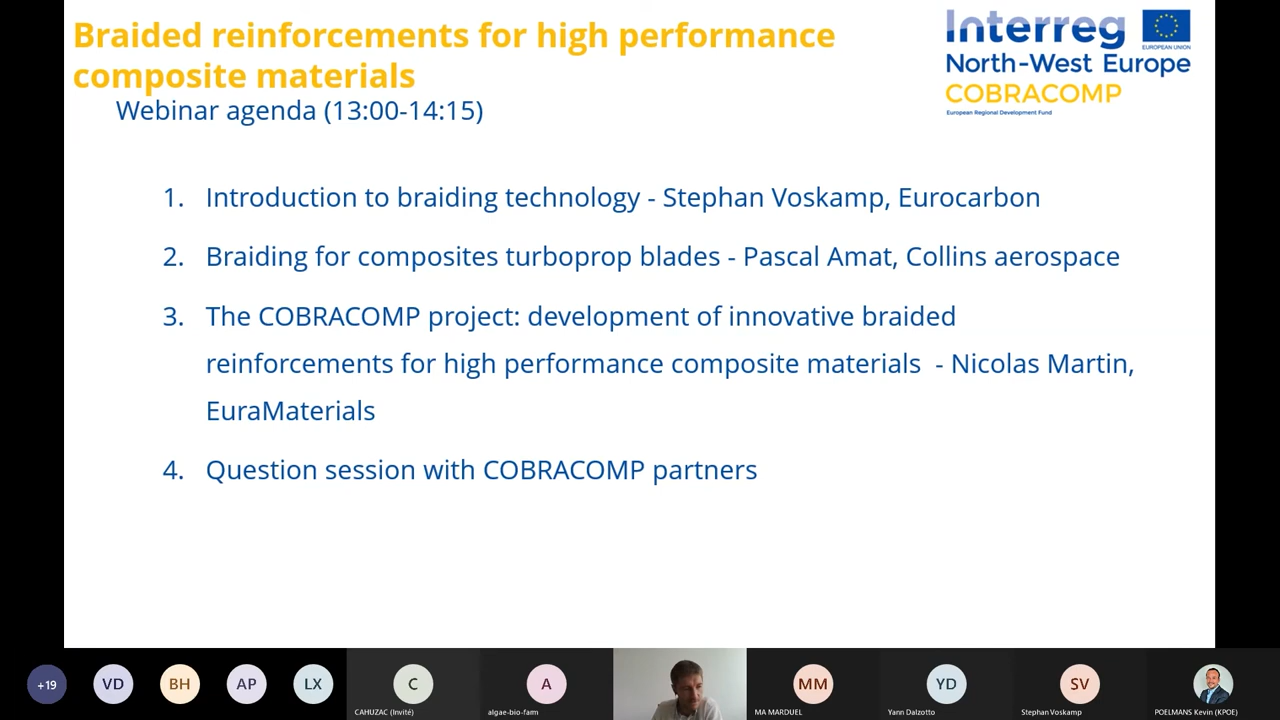 Braided reinforcements for high performance
composite materials
Webinar agenda (13:00-14:15)
Interreg
EUROPEAN UNION
North-West Europe
COBRACOMP
European Regional Development Fund
1. Introduction to braiding technology - Stephan Voskamp, Eurocarbon
2. Braiding for composites turboprop blades - Pascal Amat, Collins aerospace
3. The COBRACOMP project: development of innovative braided
reinforcements for high performance composite materials - Nicolas Martin,
EuraMaterials
4. Question session with COBRACOMP partners
+19 VD BH AP LX C A MM YD SV
CAHUZAC (Invité) algae-bio-fam MA MARDUEL Yann Dalzotto Stephan Voskamp POELMANS Kevin (KPOE)